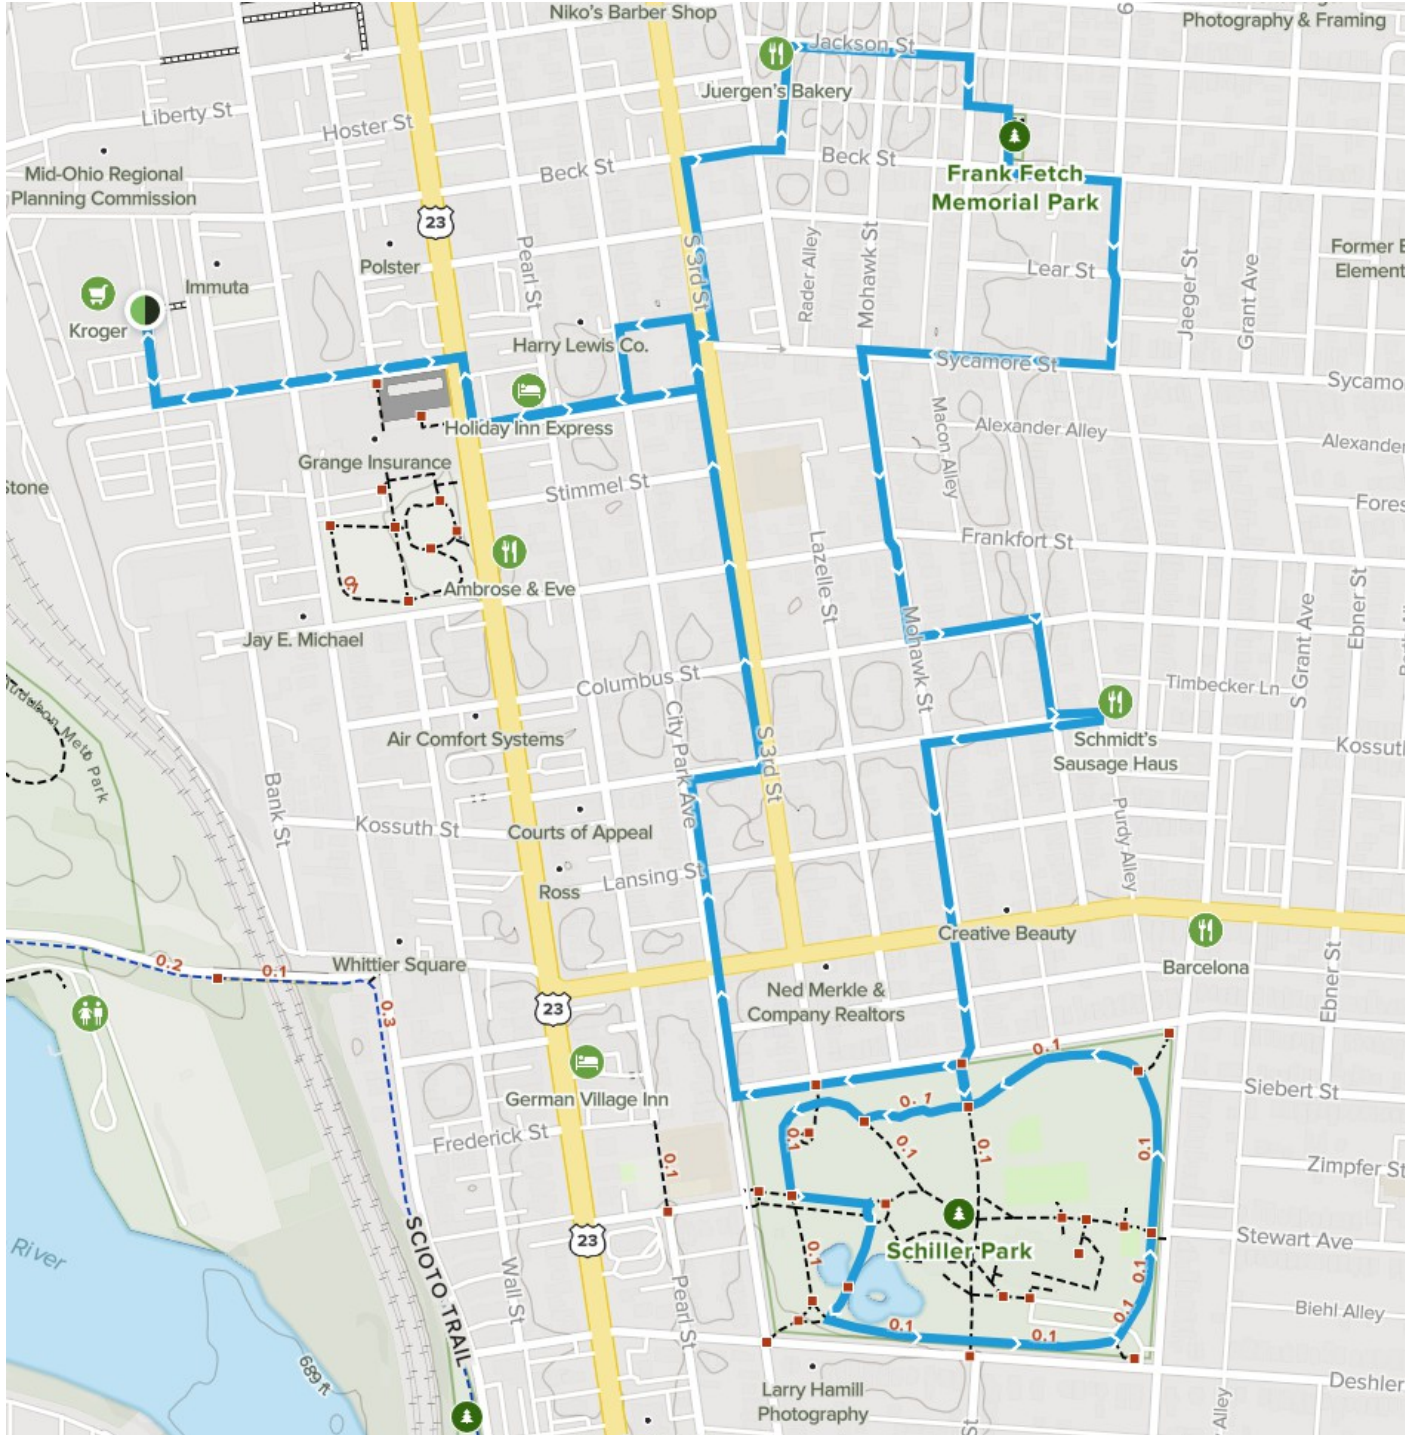 Niko's Barber Shop
Photography & Framing
Jackson St
Juergen's Bakery
Liberty St
Hoster St
Beck St
Beck St
Mid-Ohio Regional
Planning Commission
Frank Fetch
Memorial Park
23
Polster
Pearl St
S 3rd St
Rader Alley
Mohawk St
Lear St
Jaeger St
Grant Ave
Former E
Element
Immuta
Kroger
Harry Lewis Co.
Sycamore St
Sycamo
Holiday Inn Express
Macon Alley
Alexander Alley
Alexander
Grange Insurance
Stone
Stimmel St
Fores
Lazelle St
Frankfort St
Ambrose & Eve
0.1
Jay E. Michael
Mohawk St
S Grant Ave
Ebner St
Columbus St
Timbecker Ln
Audubon Metro Park
City Park Ave
S 3rd St
Air Comfort Systems
Schmidt's
Sausage Haus
Kossuth
Bank St
Kossuth St
Courts of Appeal
Purdy Alley
Ross
Lansing St
Creative Beauty
0.2
0.1
Whittier Square
Barcelona
Ebner St
0.3
23
Ned Merkle &
Company Realtors
0.1
German Village Inn
0.1
Siebert St
Frederick St
0.1
0.1
0.1
0.1
0.1
Zimpfer St
SCIOTO TRAIL
23
Schiller Park
Stewart Ave
River
Wall St
Pearl St
0.1
0.1
0.1
0.1
0.1
Biehl Alley
689 ft
Larry Hamill
Photography
Deshler
St
Alley